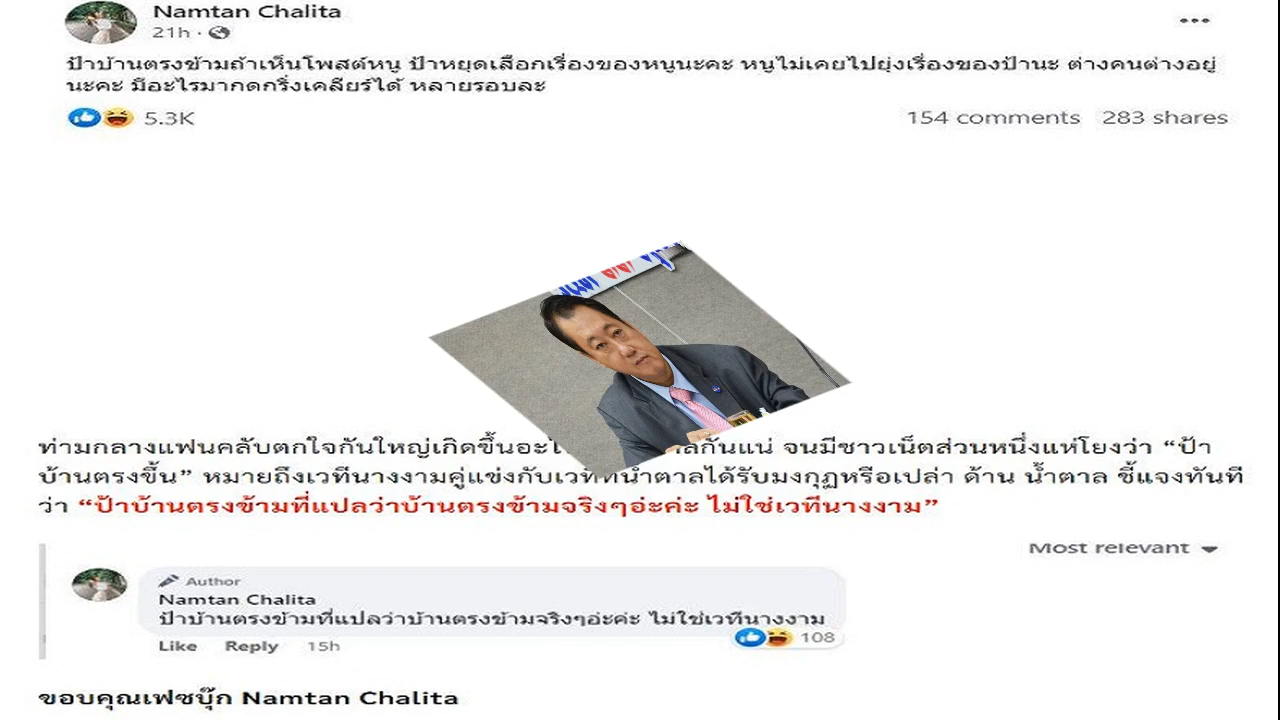 Namtan Chalita
21h
ป้าบ้านตรงข้ามถ้าเห็นโพสต์หนู ป้าหยุดเสือกเรื่องของหนูนะคะ หนูไม่เคยไปยุ่งเรื่องของป้านะ ต่างคนต่างอยู่
นะคะ มีอะไรมากดกริ่งเคลียร์ได้ หลายรอบละ
5.3K 154 comments 283 shares
ท่ามกลางแฟนคลับตกใจกันใหญ่เกิดขึ้นอะไ กันแน่ จนมีชาวเน็ตส่วนหนึ่งแห่โยงว่า “ป้า
บ้านตรงขึ้น” หมายถึงเวทีนางงามคู่แข่งกับเวทีที่น้ำตาลได้รับมงกุฏหรือเปล่า ด้าน น้ำตาล ชี้แจงทันที
ว่า “ป้าบ้านตรงข้ามที่แปลว่าบ้านตรงข้ามจริงๆอ่ะค่ะ ไม่ใช่เวทีนางงาม”
Most relevant
Author
Namtan Chalita
ป้าบ้านตรงข้ามที่แปลว่าบ้านตรงข้ามจริงๆอ่ะค่ะ ไม่ใช่เวทีนางงาม
108
Like Reply 15h
ขอบคุณเฟซบุ๊ก Namtan Chalita